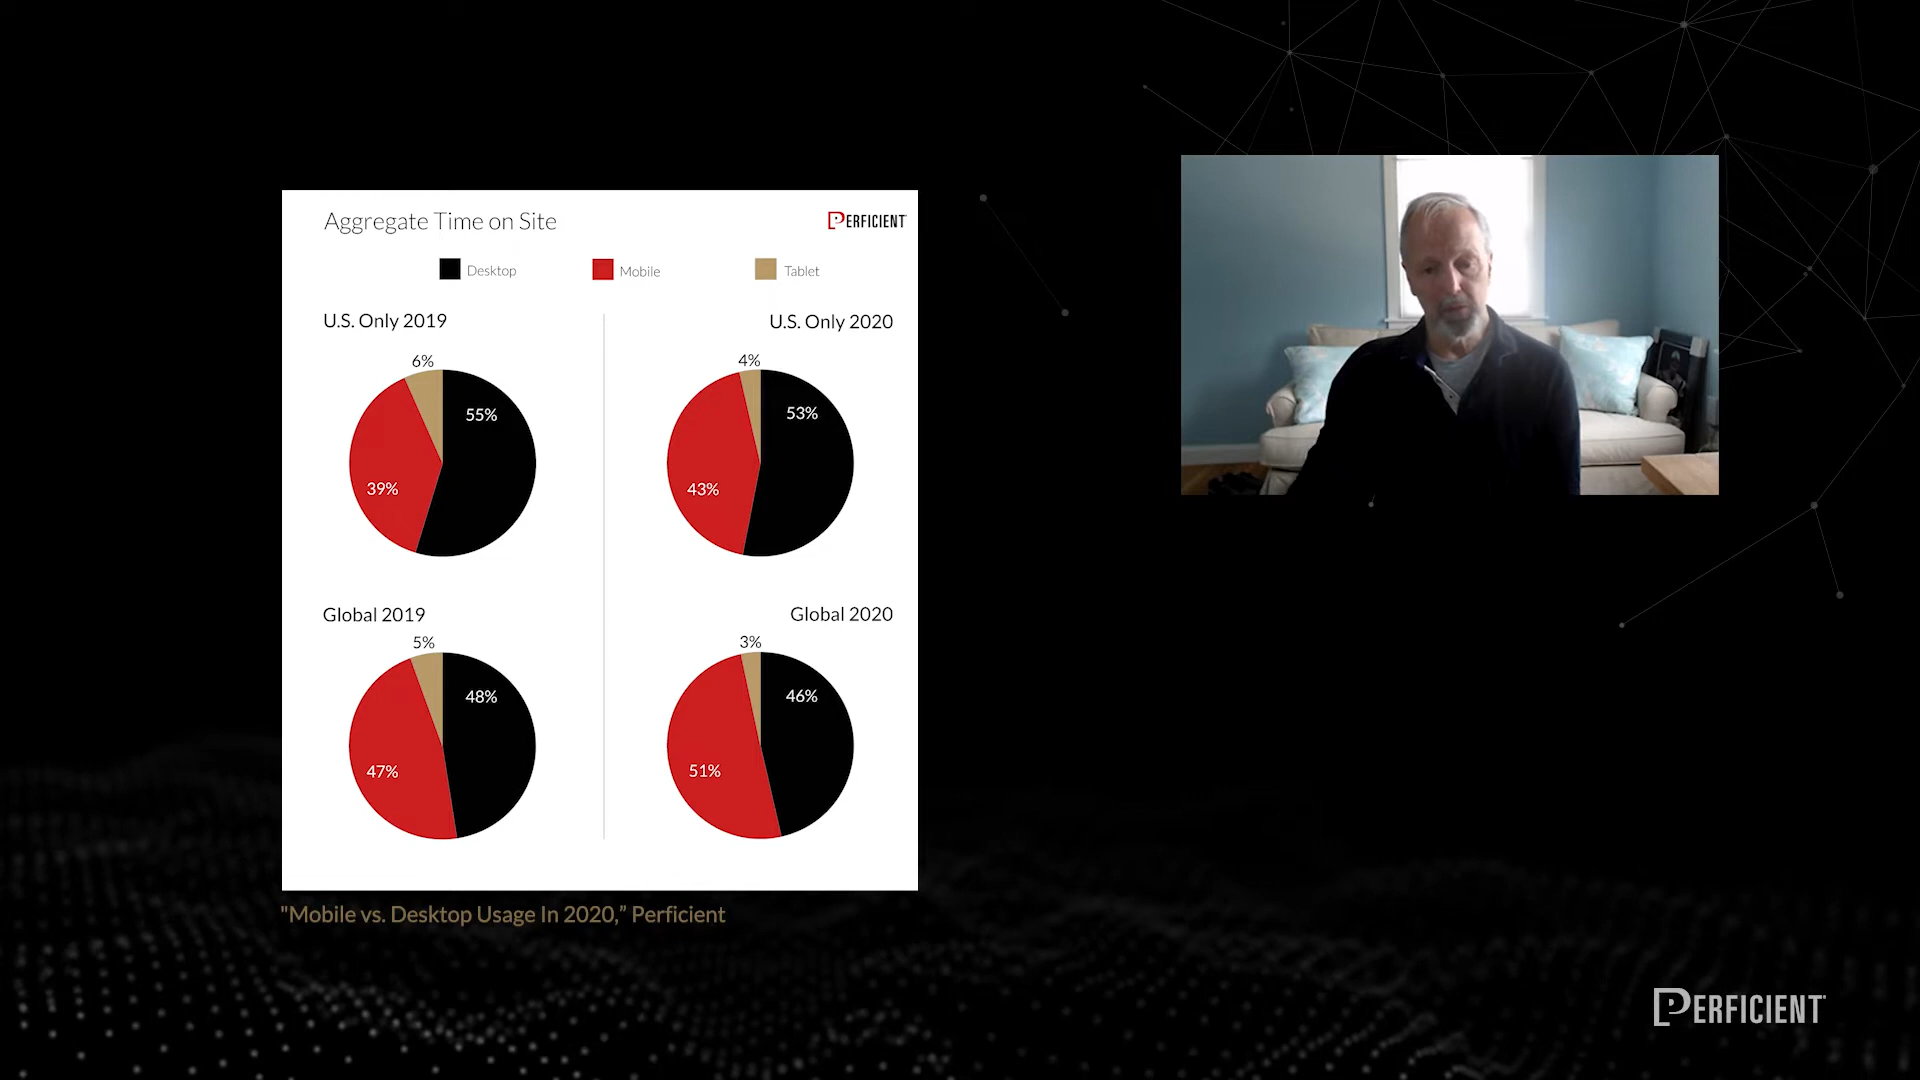 Aggregate Time on Site
PERFICIENT
Desktop
Mobile
Tablet
U.S. Only 2019
6%
55%
39%
U.S. Only 2020
4%
53%
43%
Global 2019
5%
48%
47%
Global 2020
3%
46%
51%
"Mobile vs. Desktop Usage In 2020,” Perficient
PERFICIENT